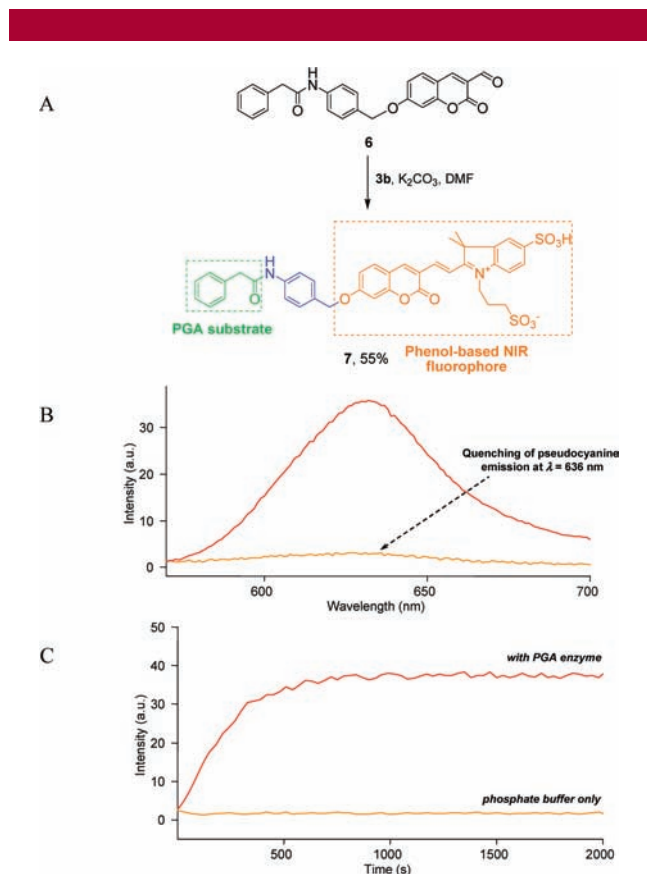 A
H
N
O
O
O
O
O
6
3b, K2CO3, DMF
SO3H
H
N
O
N+
O
O
O
SO3-
PGA substrate
Phenol-based NIR
fluorophore
7, 55%
B
30
20
10
0
Intensity (a.u.)
Quenching of pseudocyanine
emission at λ = 636 nm
600
650
700
Wavelength (nm)
C
50
40
30
20
10
0
Intensity (a.u.)
with PGA enzyme
phosphate buffer only
500
1000
1500
2000
Time (s)